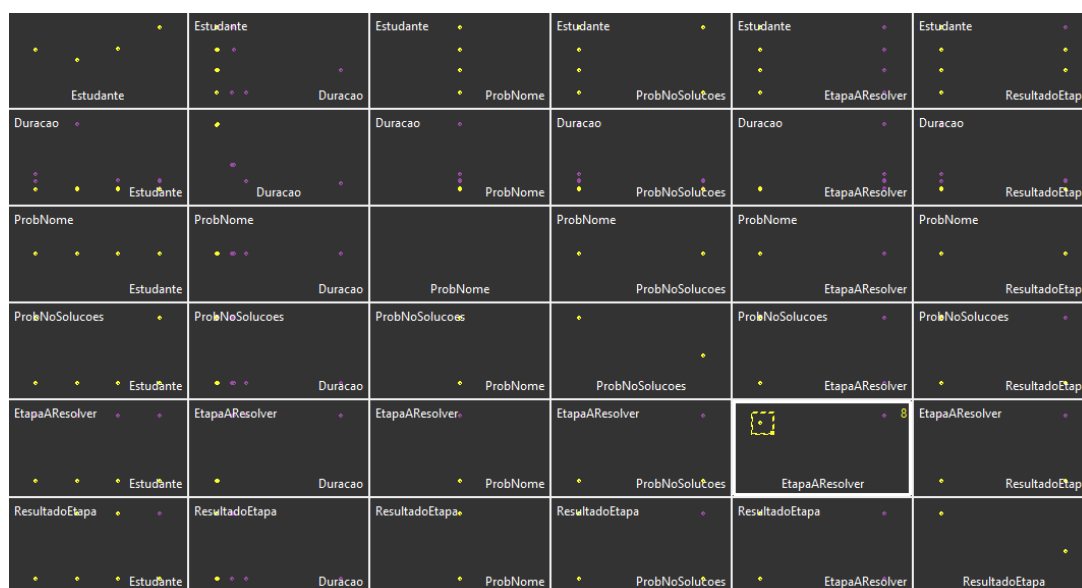 Estudante
Estudante
Duracao
Estudante
ProbNome
Estudante
ProbNoSolucoes
Estudante
EtapaAResolver
Estudante
ResultadoEtap
Duracao
Estudante
Duracao
Duracao
ProbNome
Duracao
ProbNoSolucoes
Duracao
EtapaAResolver
Duracao
ResultadoEtap
ProbNome
Estudante
ProbNome
Duracao
ProbNome
ProbNome
ProbNoSolucoes
ProbNome
EtapaAResolver
ProbNome
ResultadoEtap
ProbNoSolucoes
Estudante
ProbNoSolucoes
Duracao
ProbNoSolucoes
ProbNome
ProbNoSolucoes
ProbNoSolucoes
EtapaAResolver
ProbNoSolucoes
ResultadoEtap
EtapaAResolver
Estudante
EtapaAResolver
Duracao
EtapaAResolver
ProbNome
EtapaAResolver
ProbNoSolucoes
8
EtapaAResolver
EtapaAResolver
ResultadoEtap
ResultadoEtapa
Estudante
ResultadoEtapa
Duracao
ResultadoEtapa
ProbNome
ResultadoEtapa
ProbNoSolucoes
ResultadoEtapa
EtapaAResolver
ResultadoEtapa